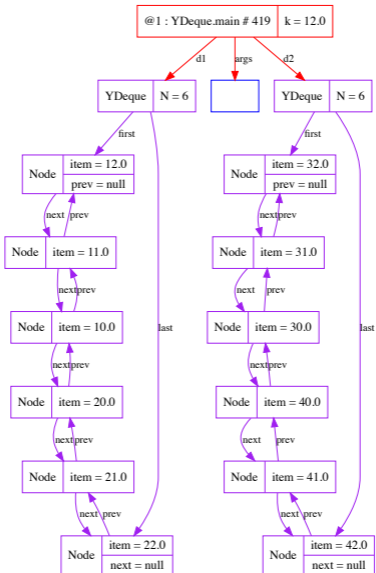 @1 : YDeque.main # 419 k = 12.0
d1 args d2
YDeque N = 6 YDeque N = 6
first first
Node item = 12.0 Node item = 32.0
prev = null prev = null
next prev next prev
Node item = 11.0 Node item = 31.0
next prev next prev
Node item = 10.0 Node item = 30.0
last last
next prev next prev
Node item = 20.0 Node item = 40.0
next prev next prev
Node item = 21.0 Node item = 41.0
next prev next prev
Node item = 22.0 Node item = 42.0
next = null next = null